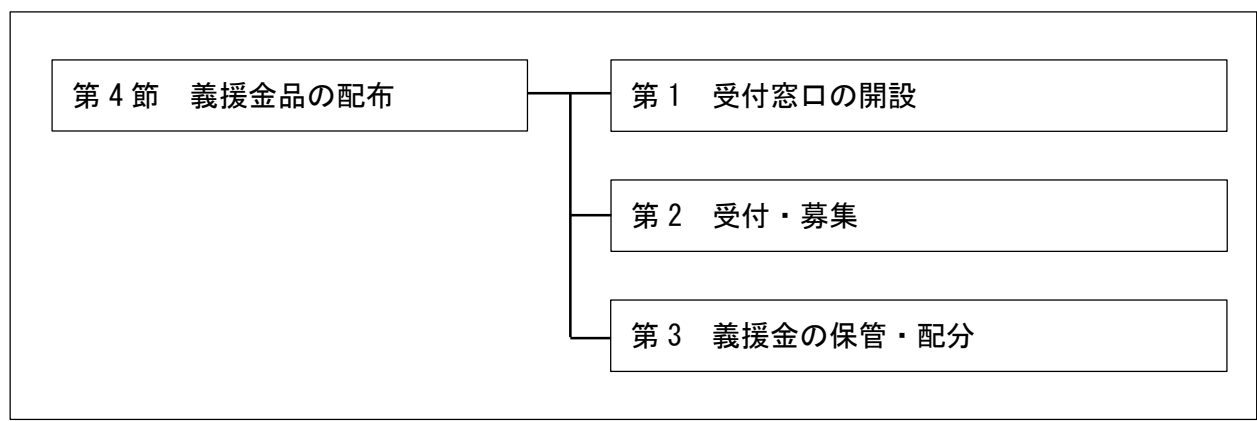 第4節　義援金品の配布
第1　受付窓口の開設
第2　受付・募集
第3　義援金の保管・配分